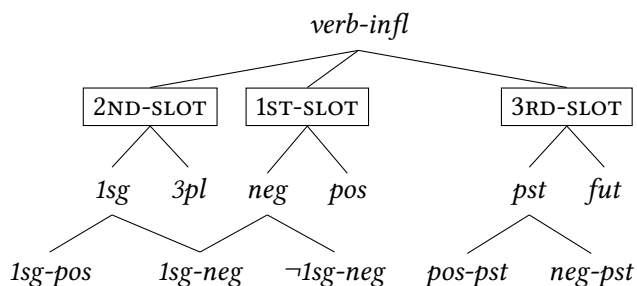 verb-infl
2ND-SLOT 1ST-SLOT 3RD-SLOT
1sg 3pl neg pos pst fut
1sg-pos 1sg-neg ¬1sg-neg pos-pst neg-pst